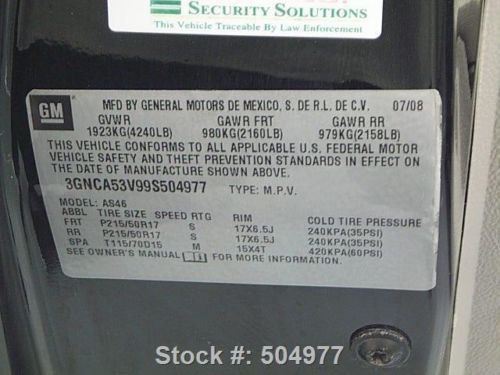 Security Solutions
This Vehicle Traceable By Law Enforcement
GM
MFD BY GENERAL MOTORS DE MEXICO, S. DE R.L. DE C.V. 07/08
GVWR GAWR FRT GAWR RR
1923KG(4240LB) 980KG(2160LB) 979KG(2158LB)
THIS VEHICLE CONFORMS TO ALL APPLICABLE U.S. FEDERAL MOTOR
VEHICLE SAFETY AND THEFT PREVENTION STANDARDS IN EFFECT ON
THE DATE OF MANUFACTURE SHOWN ABOVE.
3GNCA53V99S504977 TYPE: M.P.V.
MODEL: AS46
ABBL TIRE SIZE SPEED RTG RIM COLD TIRE PRESSURE
FRT P215/50R17 S 17X6.5J 240KPA(35PSI)
RR P215/50R17 S 17X6.5J 240KPA(35PSI)
SPA T115/70D15 M 15X4T 420KPA(60PSI)
SEE OWNER'S MANUAL FOR MORE INFORMATION.
Stock #: 504977